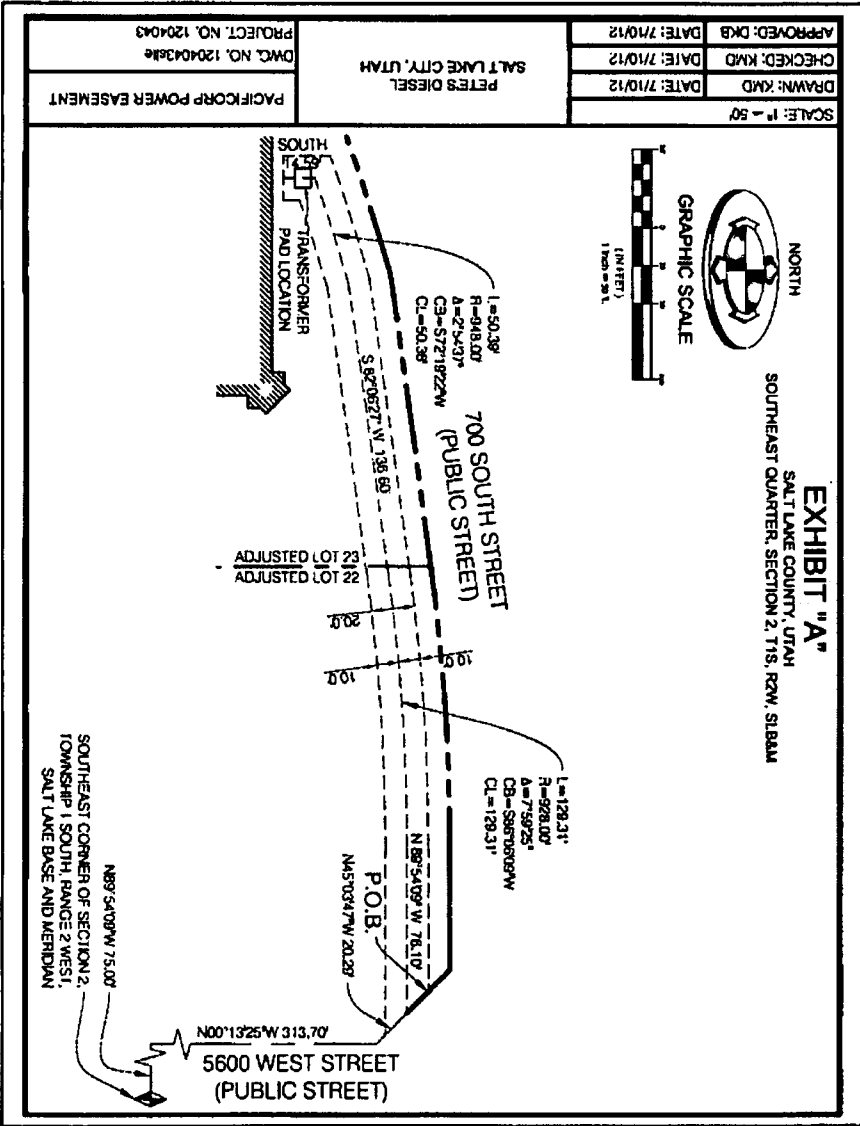 EXHIBIT "A"
SALT LAKE COUNTY, UTAH
SOUTHEAST QUARTER, SECTION 2, T1S, R2W, SLB&M
NORTH
GRAPHIC SCALE
( IN FEET )
1 inch = 50 ft.
L=50.39'
R=948.00'
CB=S72°19'22"W
CL=50.38'
700 SOUTH STREET
(PUBLIC STREET)
L=129.31'
R=928.00'
Δ=7°59'25"
CB=S86°06'09"W
CL=129.31'
SOUTH
TRANSFORMER
PAD LOCATION
S 82°06'27" W 136.60'
ADJUSTED LOT 23
ADJUSTED LOT 22
20.0'
10.0'
10.0'
N 89°54'09" W 76.10'
P.O.B.
N45°03'47"W 20.28'
N00°13'25"W 313.70'
5600 WEST STREET
(PUBLIC STREET)
N89°54'09"W 75.00'
SOUTHEAST CORNER OF SECTION 2,
TOWNSHIP 1 SOUTH, RANGE 2 WEST,
SALT LAKE BASE AND MERIDIAN
SCALE: 1" = 50'
DRAWN: KMD DATE: 7/10/12
CHECKED: KMD DATE: 7/10/12
APPROVED: DKB DATE: 7/10/12
PETE'S DIESEL
SALT LAKE CITY, UTAH
PACIFICORP POWER EASEMENT
DWG. NO. 1204043site
PROJECT. NO. 1204043